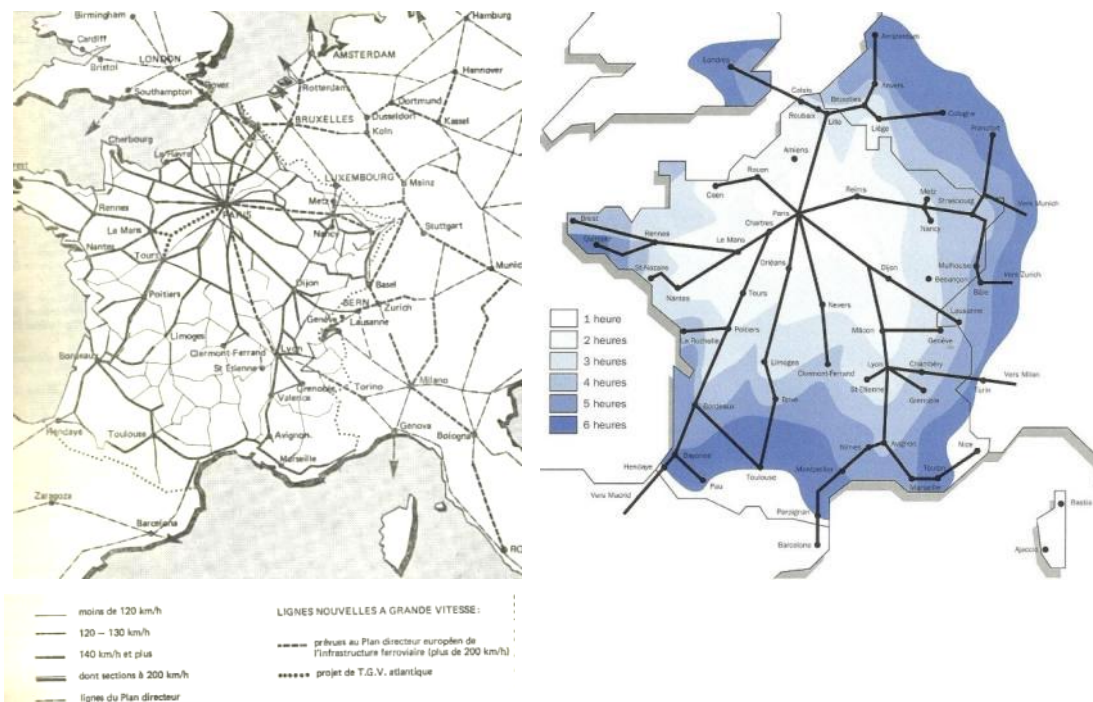 Birmingham
Hamburg
Cardiff
Bristol
LONDON
AMSTERDAM
Hannover
Southampton
Dover
Rotterdam
Dortmund
Dusseldorf
Kassel
BRUXELLES
Koln
Cherbourg
Le Havre
LUXEMBOURG
Mainz
PARIS
Metz
Rennes
Nancy
Stuttgart
Le Mans
Nantes
Tours
Munic
Basel
Dijon
BERN
Zürich
Poitiers
Genève
Lausanne
Limoges
Clermont-Ferrand
Lyon
St Etienne
Bordeaux
Grenoble
Torino
Milano
Valence
Hendaye
Toulouse
Avignon
Genova
Bologna
Marseille
Zaragoza
Barcelona
RO
moins de 120 km/h
120 – 130 km/h
140 km/h et plus
dont sections à 200 km/h
lignes du Plan directeur
LIGNES NOUVELLES A GRANDE VITESSE :
prévues au Plan directeur européen de
l'infrastructure ferroviaire (plus de 200 km/h)
projet de T.G.V. atlantique
Amsterdam
Londres
Calais
Bruxelles
Anvers
Roubaix
Lille
Liège
Cologne
Francfort
Amiens
Rouen
Caen
Reims
Metz
Strasbourg
Vers Munich
Paris
Nancy
Brest
Chartres
Quimper
Rennes
Le Mans
Orléans
Dijon
Mulhouse
Besançon
Vers Zurich
Bâle
St-Nazaire
Nantes
Tours
Nevers
Lausanne
1 heure
2 heures
3 heures
4 heures
5 heures
6 heures
La Rochelle
Poitiers
Mâcon
Genève
Limoges
Clermont-Ferrand
Lyon
Chambéry
Vers Milan
St-Etienne
Grenoble
Turin
Bordeaux
Brive
Nîmes
Avignon
Nice
Hendaye
Bayonne
Montpellier
Toulon
Pau
Toulouse
Marseille
Vers Madrid
Perpignan
Barcelone
Bastia
Ajaccio